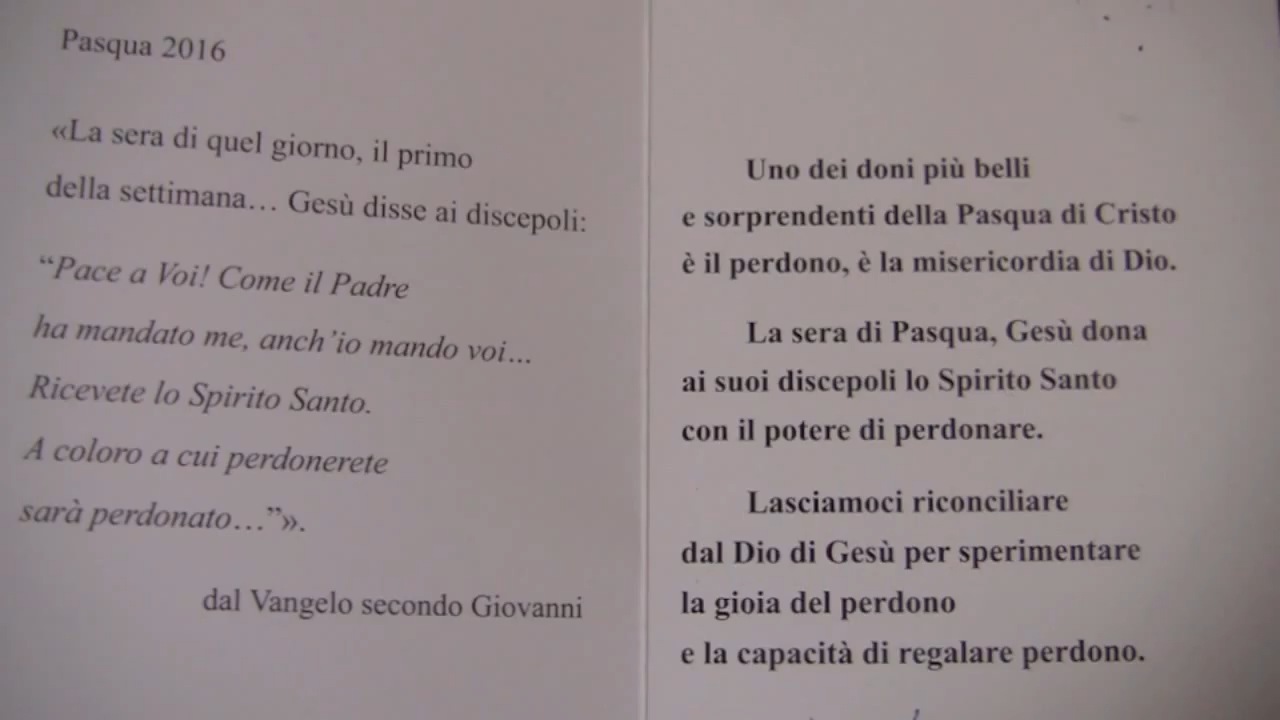 Pasqua 2016
«La sera di quel giorno, il primo
della settimana… Gesù disse ai discepoli:
“Pace a Voi! Come il Padre
ha mandato me, anch’io mando voi...
Ricevete lo Spirito Santo.
A coloro a cui perdonerete
sarà perdonato…”».
dal Vangelo secondo Giovanni
Uno dei doni più belli
e sorprendenti della Pasqua di Cristo
è il perdono, è la misericordia di Dio.
La sera di Pasqua, Gesù dona
ai suoi discepoli lo Spirito Santo
con il potere di perdonare.
Lasciamoci riconciliare
dal Dio di Gesù per sperimentare
la gioia del perdono
e la capacità di regalare perdono.